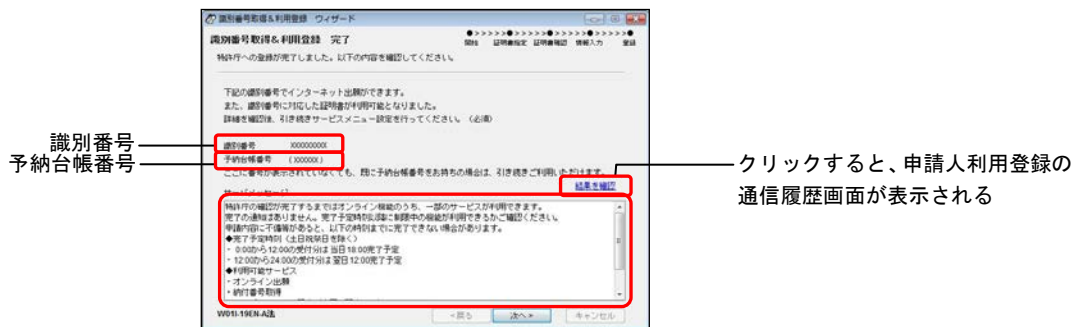 識別番号取得&利用登録 ウィザード
識別番号取得&利用登録 完了
●>>>>>●>>>>>●>>>>>●>>>>>●
開始 証明書指定 証明書確認 情報入力 登録
特許庁への登録が完了しました。以下の内容を確認してください。
下記の識別番号でインターネット出願ができます。
また、識別番号に対応した証明書が利用可能となりました。
詳細を確認後、引き続きサービスメニュー設定を行ってください。(必須)
識別番号
識別番号 XXXXXXXXX
予納台帳番号
予納台帳番号 (XXXXXX)
ここに番号が表示されていなくても、既に予納台帳番号をお持ちの場合は、引き続きご利用いただけます。
結果を確認
クリックすると、申請人利用登録の
通信履歴画面が表示される
特許庁の確認が完了するまではオンライン機能のうち、一部のサービスが利用できます。
完了の通知はありません。完了予定時刻以降に制限中の機能が利用できるかご確認ください。
申請内容に不備等があると、以下の時刻までに完了できない場合があります。
◆完了予定時刻(土日祝祭日を除く)
・ 0:00から12:00の受付分は 当日 18:00完了予定
・ 12:00から24:00の受付分は 翌日 12:00完了予定
◆利用可能サービス
・オンライン出願
・納付番号取得
W01I-19EN-A法
<戻る
次へ>
キャンセル